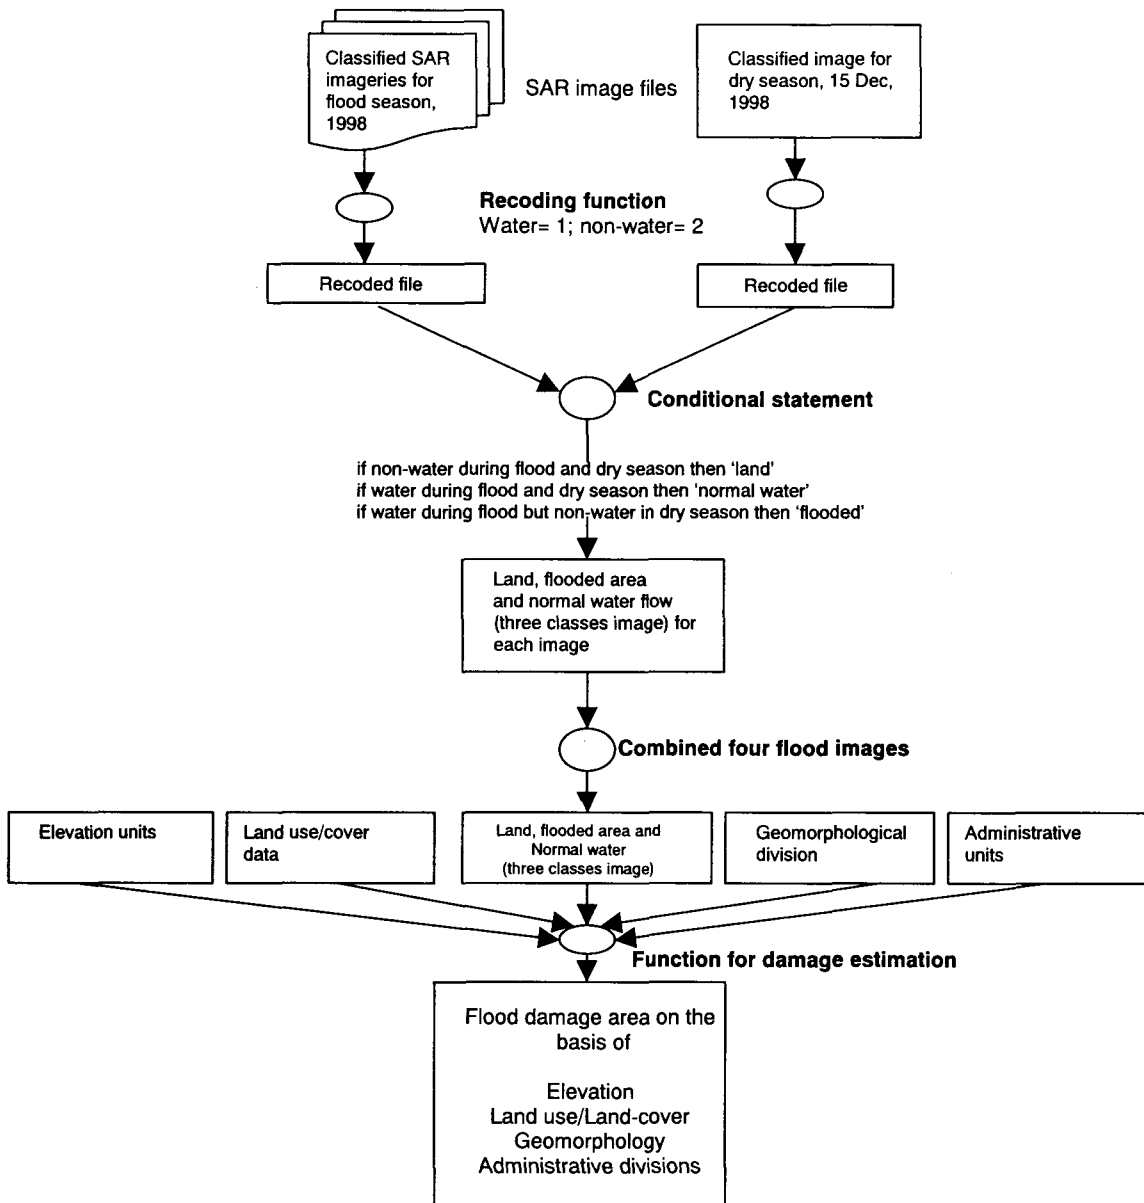 Classified SAR
imageries for
flood season,
1998
SAR image files
Classified image for
dry season, 15 Dec,
1998
Recoding function
Water= 1; non-water= 2
Recoded file
Recoded file
Conditional statement
if non-water during flood and dry season then 'land'
if water during flood and dry season then 'normal water'
if water during flood but non-water in dry season then 'flooded'
Land, flooded area
and normal water flow
(three classes image) for
each image
Combined four flood images
Elevation units
Land use/cover
data
Land, flooded area and
Normal water
(three classes image)
Geomorphological
division
Administrative
units
Function for damage estimation
Flood damage area on the
basis of
Elevation
Land use/Land-cover
Geomorphology
Administrative divisions